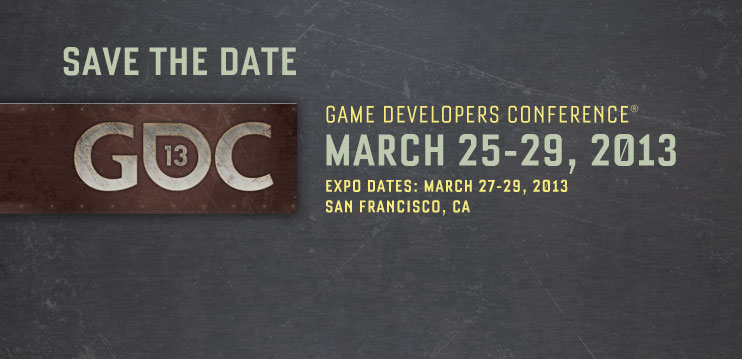 SAVE THE DATE
GDC
13
GAME DEVELOPERS CONFERENCE®
MARCH 25-29, 2013
EXPO DATES: MARCH 27-29, 2013
SAN FRANCISCO, CA